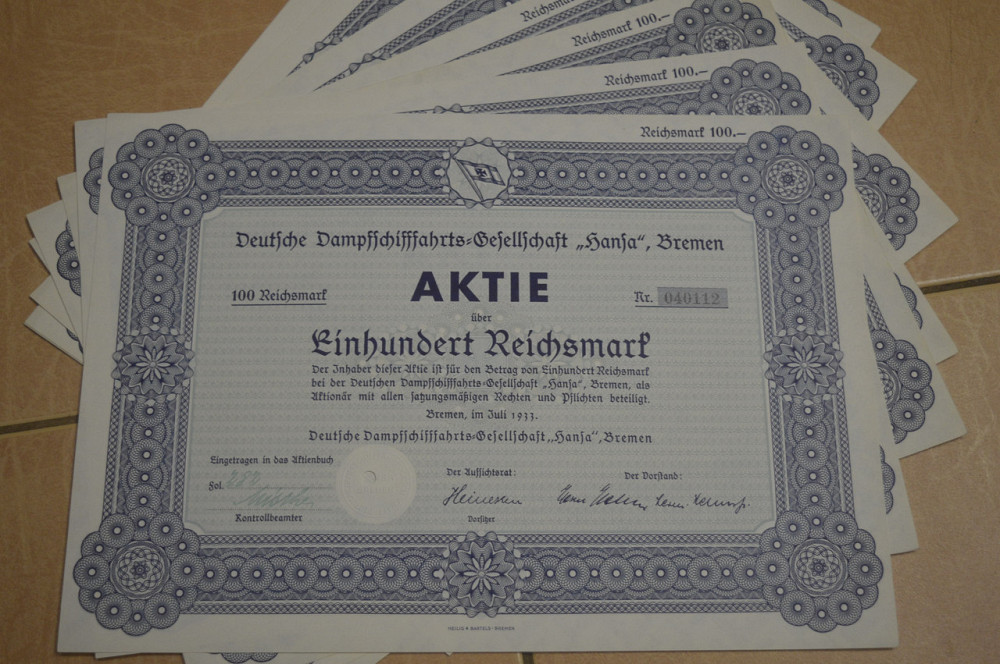 Reichsmark 100.–
Reichsmark 100.–
Reichsmark 100.–
Deutsche Dampfschifffahrts-Gesellschaft „Hansa", Bremen
AKTIE
100 Reichsmark
Nr. 040112
über
Einhundert Reichsmark
Der Inhaber dieser Aktie ist für den Betrag von Einhundert Reichsmark
bei der Deutschen Dampfschifffahrts-Gesellschaft „Hansa", Bremen, als
Aktionär mit allen satzungsmäßigen Rechten und Pflichten beteiligt.
Bremen, im Juli 1933.
Deutsche Dampfschifffahrts-Gesellschaft „Hansa", Bremen
Eingetragen in das Aktienbuch
Fol.
Kontrollbeamter
Der Aufsichtsrat:
Vorsitzer
Der Vorstand: